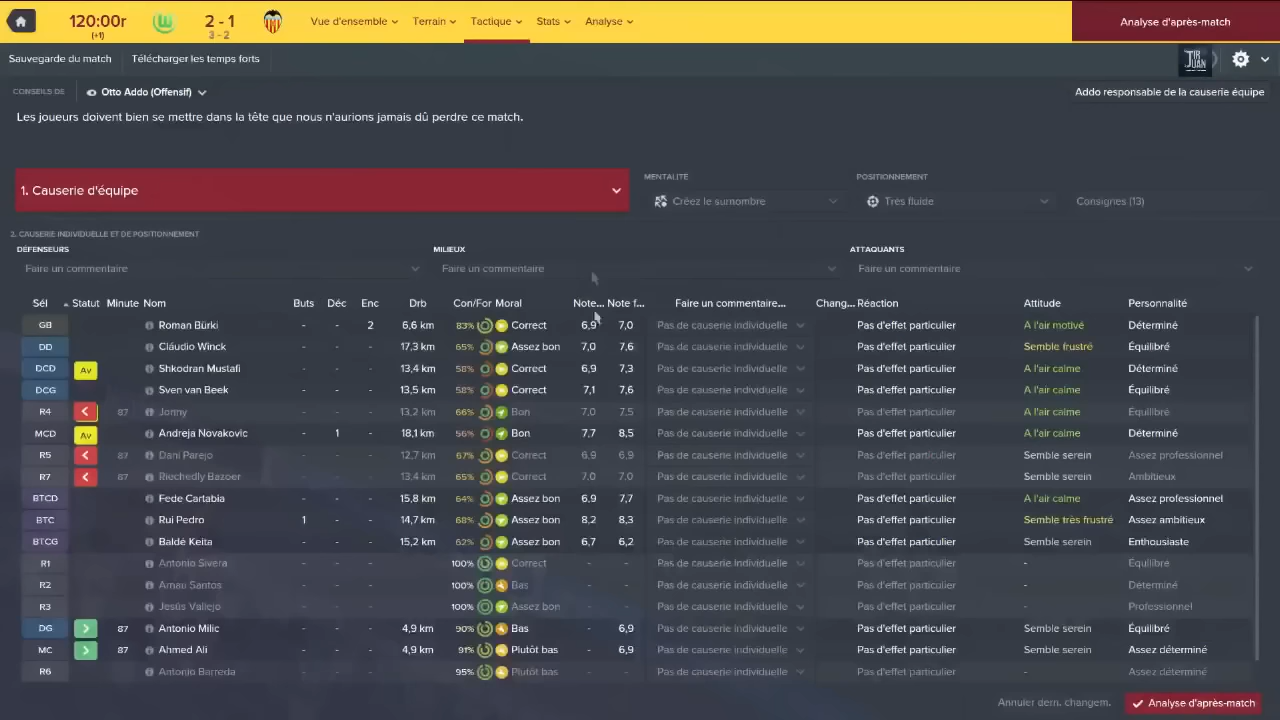 120:00r 2 - 1 Vue d'ensemble Terrain Tactique Stats Analyse Analyse d'après-match
(+1) 3 - 2
Sauvegarde du match Télécharger les temps forts TIR JUAN
CONSEILS DE Otto Addo (Offensif) Addo responsable de la causerie équipe
Les joueurs doivent bien se mettre dans la tête que nous n'aurions jamais dû perdre ce match.
1. Causerie d'équipe MENTALITÉ POSITIONNEMENT
Créez le surnombre Très fluide Consignes (13)
2. CAUSERIE INDIVIDUELLE ET DE POSITIONNEMENT
DÉFENSEURS MILIEUX ATTAQUANTS
Faire un commentaire Faire un commentaire Faire un commentaire
Sél Statut Minute Nom Buts Déc Enc Drb Con/For Moral Note... Note f... Faire un commentaire... Chang... Réaction Attitude Personnalité
GB Roman Bürki - - 2 6,6 km 83% Correct 6,9 7,0 Pas de causerie individuelle Pas d'effet particulier A l'air motivé Déterminé
DD Cláudio Winck - - - 17,3 km 65% Assez bon 7,0 7,6 Pas de causerie individuelle Pas d'effet particulier Semble frustré Équilibré
DCD Av Shkodran Mustafi - - - 13,4 km 58% Correct 6,9 7,3 Pas de causerie individuelle Pas d'effet particulier A l'air calme Déterminé
DCG Sven van Beek - - - 13,5 km 58% Correct 7,1 7,6 Pas de causerie individuelle Pas d'effet particulier A l'air calme Équilibré
R4 87 Jonny - - - 13,2 km 66% Bon 7,0 7,5 Pas de causerie individuelle Pas d'effet particulier A l'air calme Équilibré
MCD Av Andreja Novakovic - 1 - 18,1 km 56% Bon 7,7 8,5 Pas de causerie individuelle Pas d'effet particulier A l'air calme Déterminé
R5 87 Dani Parejo - - - 12,7 km 67% Correct 6,9 6,9 Pas de causerie individuelle Pas d'effet particulier Semble serein Assez professionnel
R7 87 Riechedly Bazoer - - - 13,4 km 65% Correct 7,0 7,0 Pas de causerie individuelle Pas d'effet particulier Semble serein Ambitieux
BTCD Fede Cartabia - - - 15,8 km 64% Assez bon 6,9 7,7 Pas de causerie individuelle Pas d'effet particulier A l'air calme Assez professionnel
BTC Rui Pedro 1 - - 14,7 km 68% Assez bon 8,2 8,3 Pas de causerie individuelle Pas d'effet particulier Semble très frustré Assez ambitieux
BTCG Baldé Keita - - - 15,2 km 62% Assez bon 6,7 6,2 Pas de causerie individuelle Pas d'effet particulier Semble serein Enthousiaste
R1 Antonio Sivera - - - 100% Correct - - Pas de causerie individuelle Pas d'effet particulier - Équilibré
R2 Arnau Santos - - - 100% Bas - - Pas de causerie individuelle Pas d'effet particulier - Déterminé
R3 Jesús Vallejo - - - 100% Assez bon - - Pas de causerie individuelle Pas d'effet particulier - Professionnel
DG 87 Antonio Milic - - - 4,9 km 90% Bas - 6,9 Pas de causerie individuelle Pas d'effet particulier Semble serein Équilibré
MC 87 Ahmed Ali - - - 4,9 km 91% Plutôt bas - 6,9 Pas de causerie individuelle Pas d'effet particulier Semble serein Assez déterminé
R6 Antonio Barreda - - - 95% Plutôt bas - - Pas de causerie individuelle Pas d'effet particulier - Assez déterminé
Annuler dern. changem. Analyse d'après-match